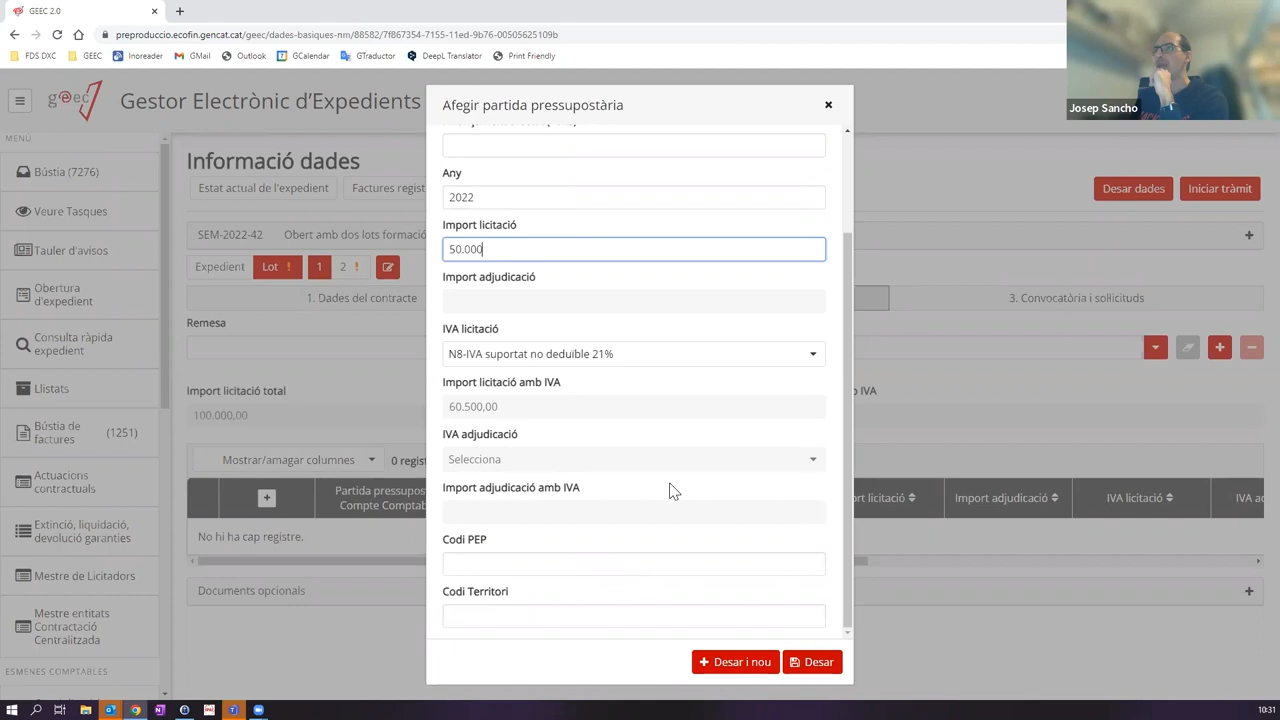 GEEC 2.0
preproduccio.ecofin.gencat.cat/geec/dades-basiques-nm/88582/7f867354-7155-11ed-9b76-00505625109b
FDS DXC
GEEC
Inoreader
GMail
Outlook
GCalendar
GTraductor
DeepL Translator
Print Friendly
Josep Sancho
g@eec
Gestor Electrònic d'Expedients
Afegir partida pressupostària
MENÚ
Bústia (7276)
Veure Tasques
Tauler d'avisos
Obertura
d'expedient
Consulta ràpida
expedient
Llistats
Bústia de
factures
(1251)
Actuacions
contractuals
Extinció, liquidació,
devolució garanties
Mestre de Licitadors
Mestre entitats
Contractació
Centralitzada
ESMENES COMPTABLES
Informació dades
Estat actual de l'expedient
Factures regist
Desar dades
Iniciar tràmit
SEM-2022-42
Obert amb dos lots formació
Expedient
Lot !
1
2 !
1. Dades del contracte
3. Convocatòria i sol·licituds
Remesa
Import licitació total
IVA
100.000,00
Mostrar/amagar columnes
0 regist
Partida pressupost
Compte Comptab
ort licitació
Import adjudicació
IVA licitació
IVA ad
No hi ha cap registre.
Documents opcionals
Any
2022
Import licitació
50.000
Import adjudicació
IVA licitació
N8-IVA suportat no deduïble 21%
Import licitació amb IVA
60.500,00
IVA adjudicació
Selecciona
Import adjudicació amb IVA
Codi PEP
Codi Territori
Desar i nou
Desar
10:31